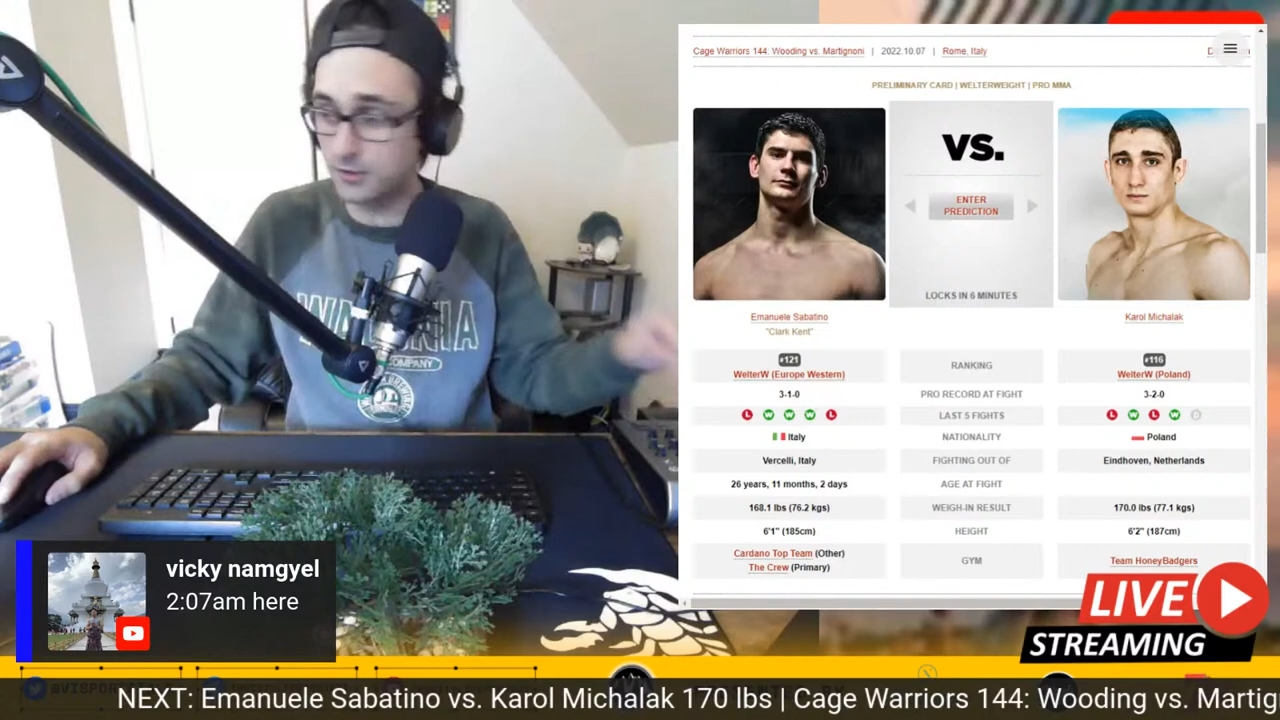 Cage Warriors 144: Wooding vs. Martignoni | 2022.10.07 | Rome, Italy
PRELIMINARY CARD | WELTERWEIGHT | PRO MMA
VS.
ENTER
PREDICTION
LOCKS IN 6 MINUTES
Emanuele Sabatino
"Clark Kent"
Karol Michalak
#121
WelterW (Europe Western)
RANKING
#116
WelterW (Poland)
3-1-0 PRO RECORD AT FIGHT 3-2-0
L W W W L LAST 5 FIGHTS L W L W P
Italy NATIONALITY Poland
Vercelli, Italy FIGHTING OUT OF Eindhoven, Netherlands
26 years, 11 months, 2 days AGE AT FIGHT
168.1 lbs (76.2 kgs) WEIGH-IN RESULT 170.0 lbs (77.1 kgs)
6'1" (185cm) HEIGHT 6'2" (187cm)
Cardano Top Team (Other)
The Crew (Primary)
GYM
Team HoneyBadgers
COMPANY
vicky namgyel
2:07am here
LIVE
STREAMING
NEXT: Emanuele Sabatino vs. Karol Michalak 170 lbs | Cage Warriors 144: Wooding vs. Martig